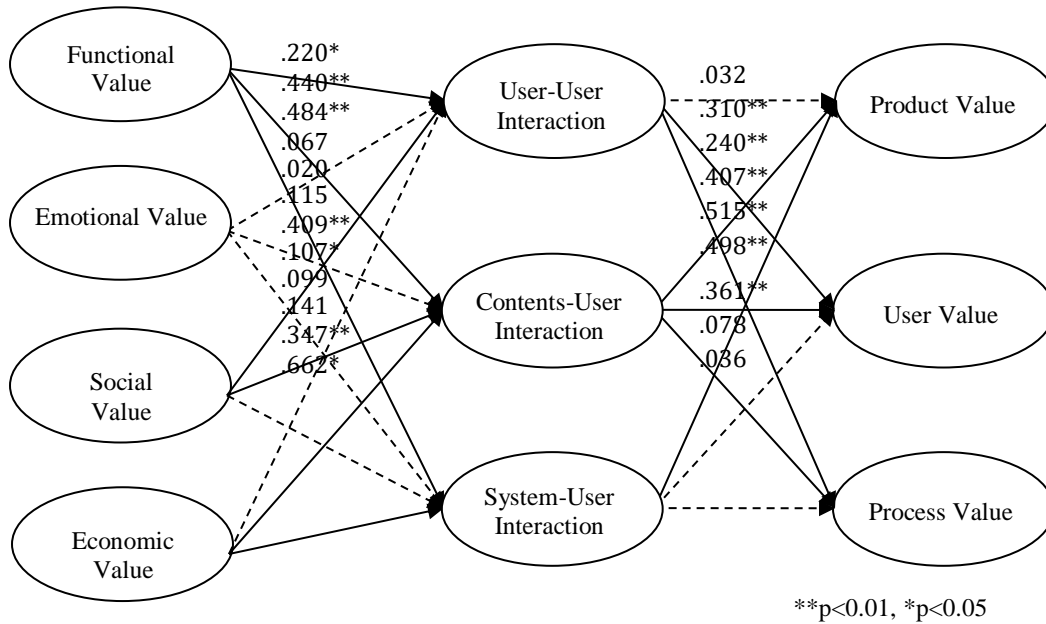 Functional
Value
Emotional Value
Social
Value
Economic
Value
.220*
.440**
.484**
.067
.020
.115
.409**
.107*
.099
.141
.347**
.662*
User-User
Interaction
Contents-User
Interaction
System-User
Interaction
.032
.310**
.240**
.407**
.515**
.498**
.361**
.078
.036
Product Value
User Value
Process Value
**p<0.01, *p<0.05